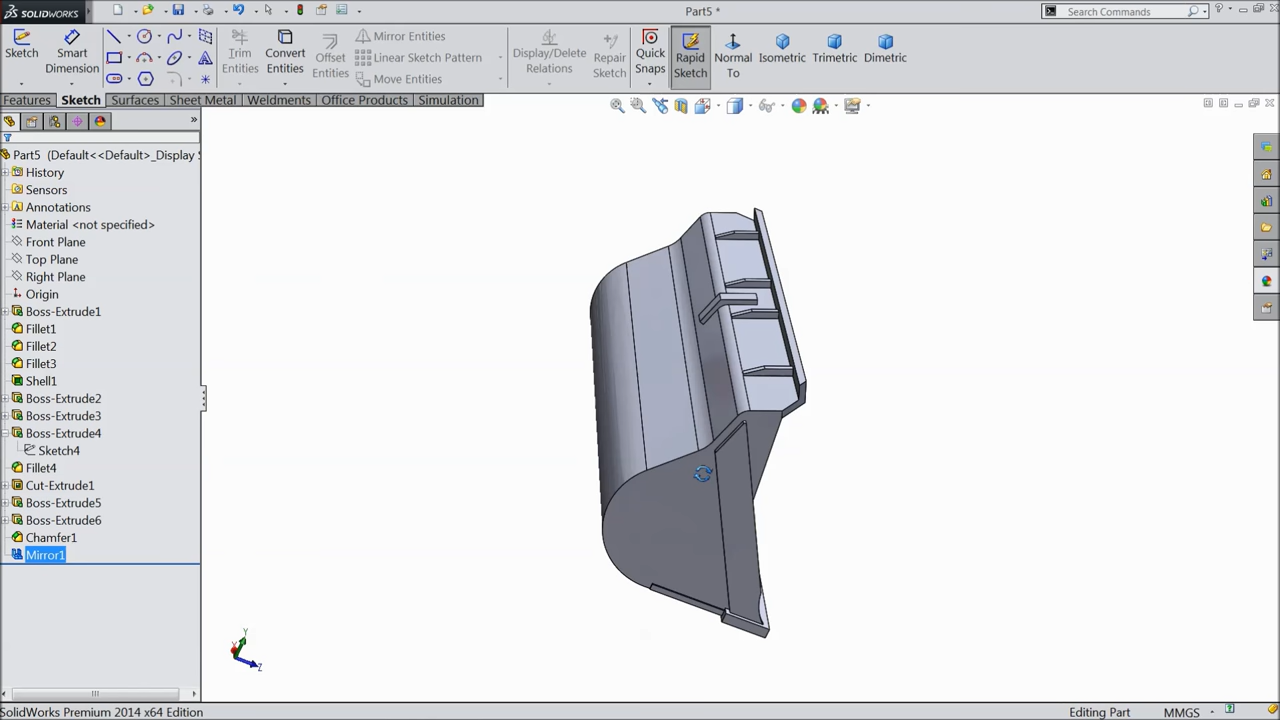 SOLIDWORKS
Part5 *
Search Commands
Sketch
Smart Dimension
Trim Entities
Convert Entities
Offset Entities
Mirror Entities
Linear Sketch Pattern
Move Entities
Display/Delete Relations
Repair Sketch
Quick Snaps
Rapid Sketch
Normal To
Isometric
Trimetric
Dimetric
Features
Sketch
Surfaces
Sheet Metal
Weldments
Office Products
Simulation
Part5 (Default<<Default>_Display S
History
Sensors
Annotations
Material <not specified>
Front Plane
Top Plane
Right Plane
Origin
Boss-Extrude1
Fillet1
Fillet2
Fillet3
Shell1
Boss-Extrude2
Boss-Extrude3
Boss-Extrude4
Sketch4
Fillet4
Cut-Extrude1
Boss-Extrude5
Boss-Extrude6
Chamfer1
Mirror1
Y
X
Z
SolidWorks Premium 2014 x64 Edition
Editing Part
MMGS